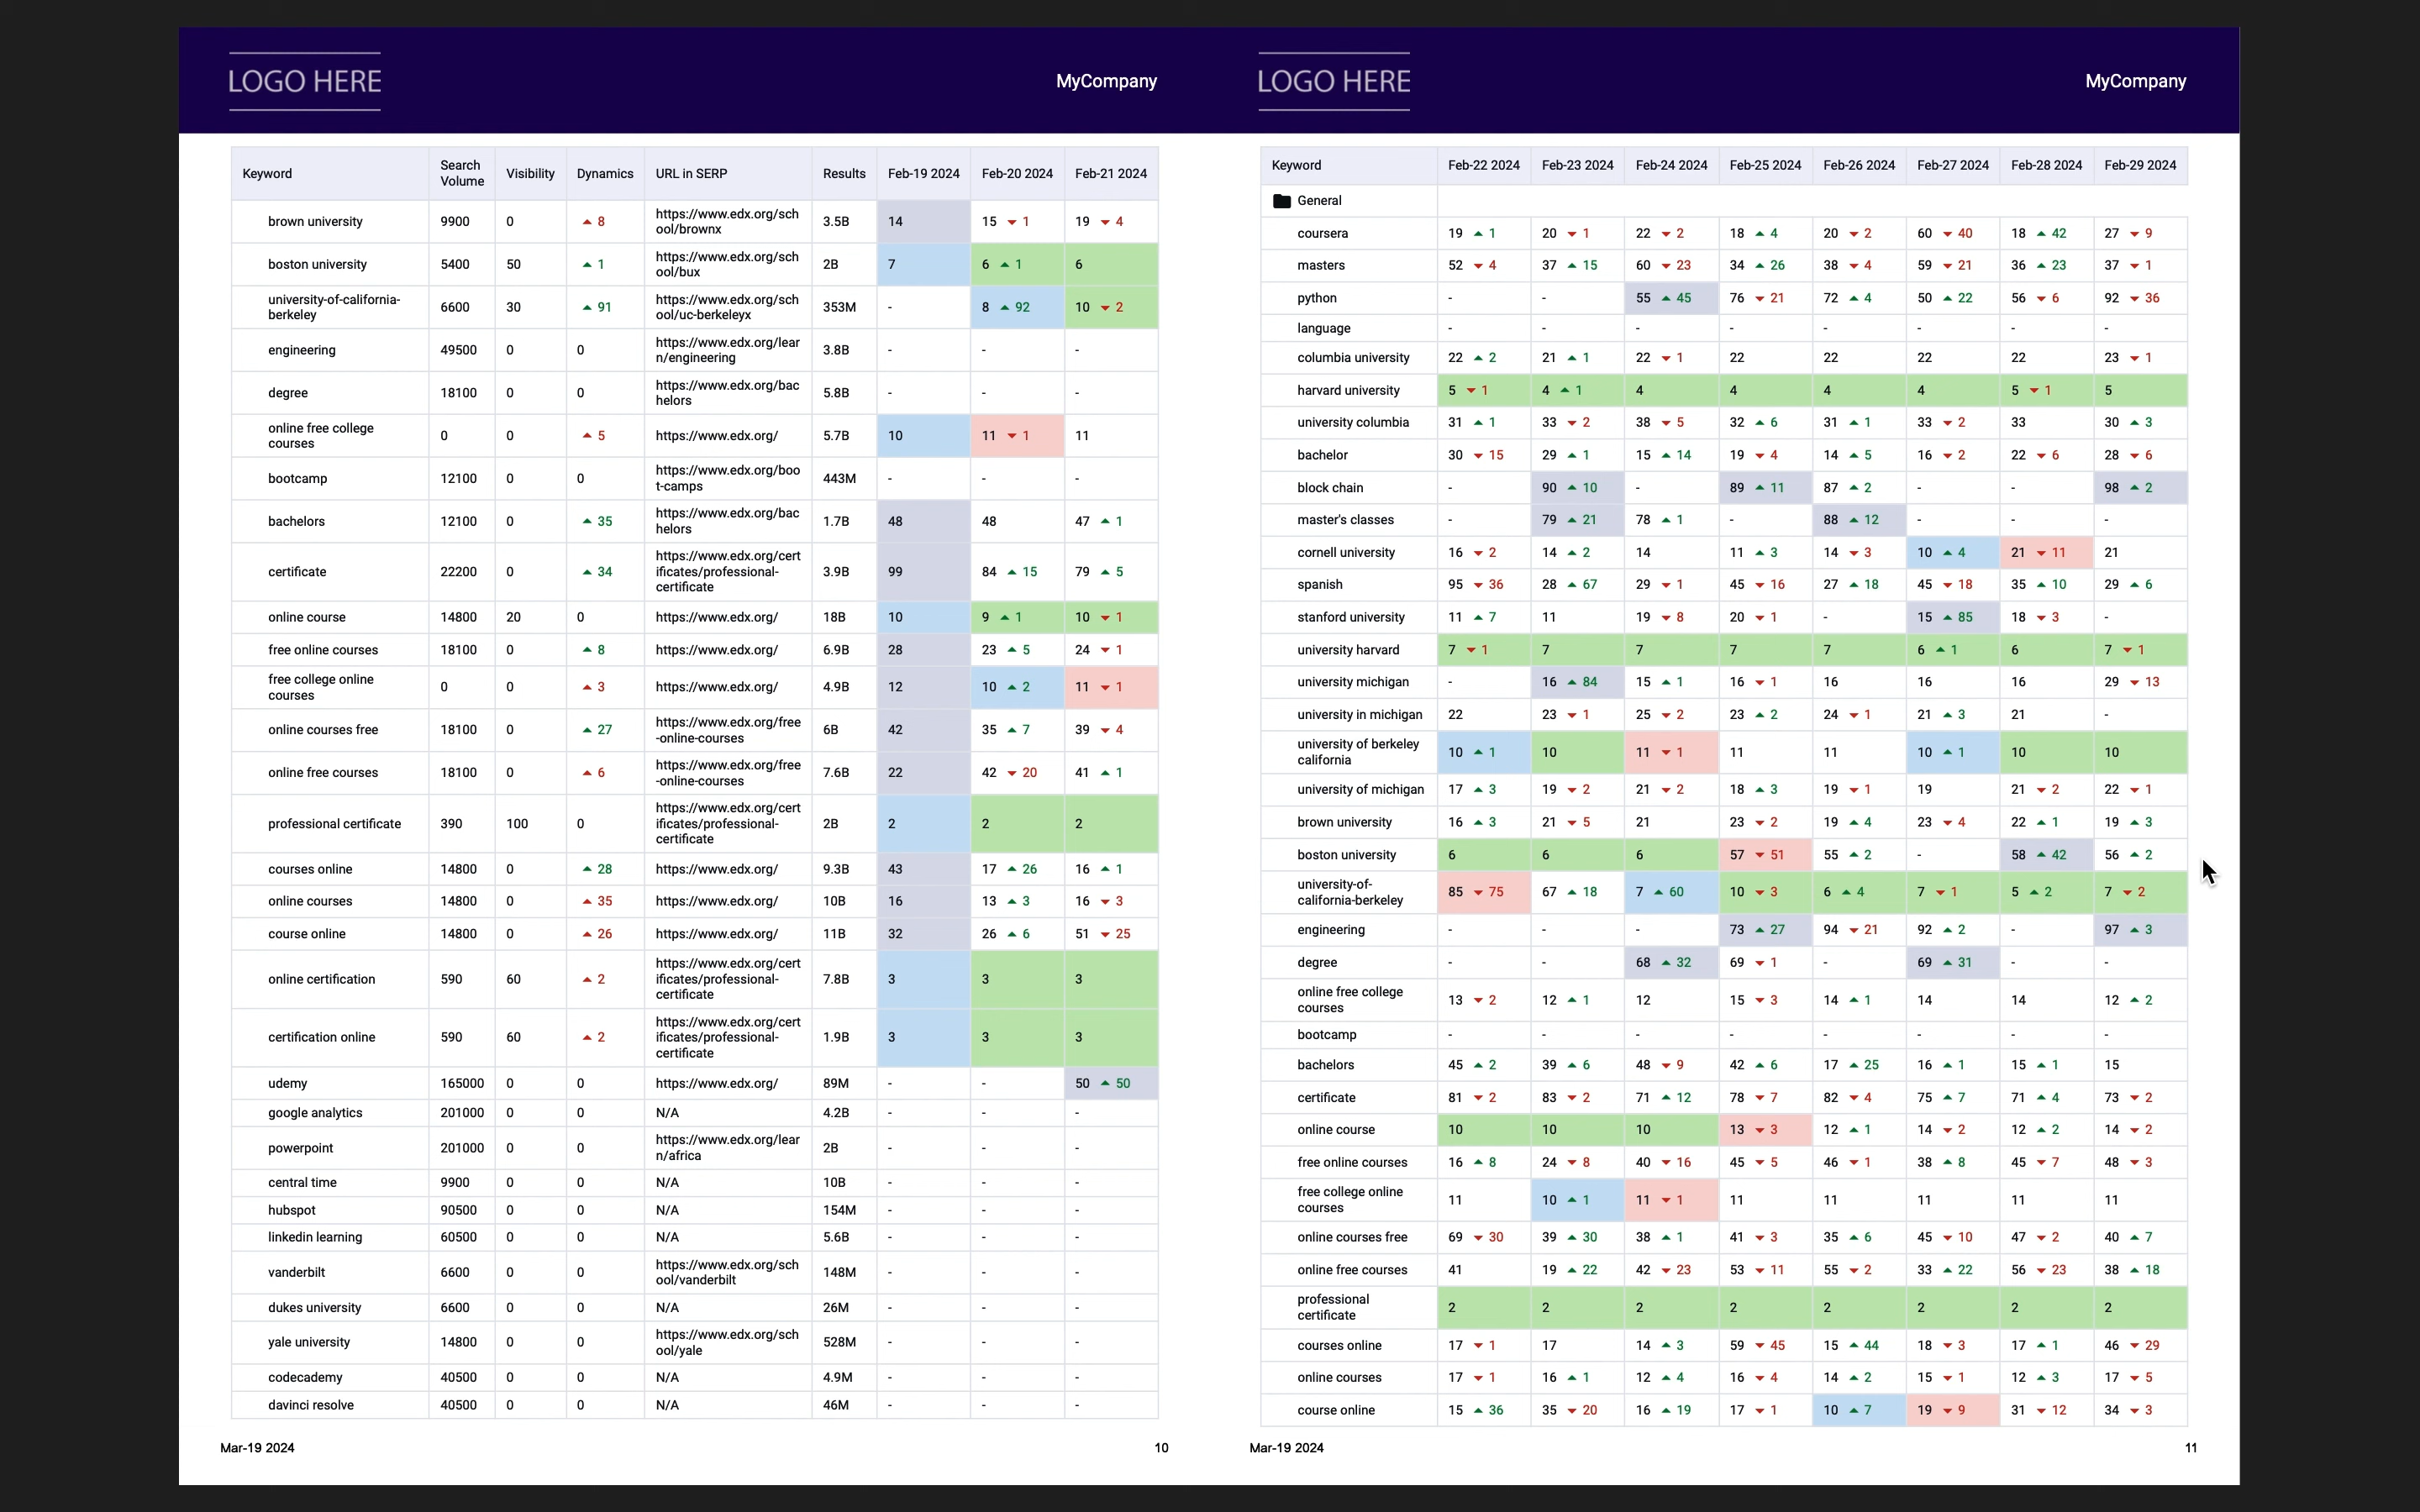 LOGO HERE
MyCompany
Keyword Search Volume Visibility Dynamics URL in SERP Results Feb-19 2024 Feb-20 2024 Feb-21 2024
brown university 9900 0 ▲ 8 https://www.edx.org/school/brownx 3.5B 14 15 ▼ 1 19 ▼ 4
boston university 5400 50 ▲ 1 https://www.edx.org/school/bux 2B 7 6 ▲ 1 6
university-of-california-berkeley 6600 30 ▲ 91 https://www.edx.org/school/uc-berkeleyx 353M - 8 ▲ 92 10 ▼ 2
engineering 49500 0 0 https://www.edx.org/learn/engineering 3.8B - - -
degree 18100 0 0 https://www.edx.org/bachelors 5.8B - - -
online free college courses 0 0 ▲ 5 https://www.edx.org/ 5.7B 10 11 ▼ 1 11
bootcamp 12100 0 0 https://www.edx.org/boot-camps 443M - - -
bachelors 12100 0 ▲ 35 https://www.edx.org/bachelors 1.7B 48 48 47 ▲ 1
certificate 22200 0 ▲ 34 https://www.edx.org/certificates/professional-certificate 3.9B 99 84 ▲ 15 79 ▲ 5
online course 14800 20 0 https://www.edx.org/ 18B 10 9 ▲ 1 10 ▼ 1
free online courses 18100 0 ▲ 8 https://www.edx.org/ 6.9B 28 23 ▲ 5 24 ▼ 1
free college online courses 0 0 ▲ 3 https://www.edx.org/ 4.9B 12 10 ▲ 2 11 ▼ 1
online courses free 18100 0 ▲ 27 https://www.edx.org/free-online-courses 6B 42 35 ▲ 7 39 ▼ 4
online free courses 18100 0 ▲ 6 https://www.edx.org/free-online-courses 7.6B 22 42 ▼ 20 41 ▲ 1
professional certificate 390 100 0 https://www.edx.org/certificates/professional-certificate 2B 2 2 2
courses online 14800 0 ▲ 28 https://www.edx.org/ 9.3B 43 17 ▲ 26 16 ▲ 1
online courses 14800 0 ▲ 35 https://www.edx.org/ 10B 16 13 ▲ 3 16 ▼ 3
course online 14800 0 ▲ 26 https://www.edx.org/ 11B 32 26 ▲ 6 51 ▼ 25
online certification 590 60 ▲ 2 https://www.edx.org/certificates/professional-certificate 7.8B 3 3 3
certification online 590 60 ▲ 2 https://www.edx.org/certificates/professional-certificate 1.9B 3 3 3
udemy 165000 0 0 https://www.edx.org/ 89M - - 50 ▲ 50
google analytics 201000 0 0 N/A 4.2B - - -
powerpoint 201000 0 0 https://www.edx.org/learn/africa 2B - - -
central time 9900 0 0 N/A 10B - - -
hubspot 90500 0 0 N/A 154M - - -
linkedin learning 60500 0 0 N/A 5.6B - - -
vanderbilt 6600 0 0 https://www.edx.org/school/vanderbilt 148M - - -
dukes university 6600 0 0 N/A 26M - - -
yale university 14800 0 0 https://www.edx.org/school/yale 528M - - -
codecademy 40500 0 0 N/A 4.9M - - -
davinci resolve 40500 0 0 N/A 46M - - -
Mar-19 2024 10
LOGO HERE
MyCompany
Keyword Feb-22 2024 Feb-23 2024 Feb-24 2024 Feb-25 2024 Feb-26 2024 Feb-27 2024 Feb-28 2024 Feb-29 2024
General
coursera 19 ▲ 1 20 ▼ 1 22 ▼ 2 18 ▲ 4 20 ▼ 2 60 ▼ 40 18 ▲ 42 27 ▼ 9
masters 52 ▼ 4 37 ▲ 15 60 ▼ 23 34 ▲ 26 38 ▼ 4 59 ▼ 21 36 ▲ 23 37 ▼ 1
python - - 55 ▲ 45 76 ▼ 21 72 ▲ 4 50 ▲ 22 56 ▼ 6 92 ▼ 36
language - - - - - - - -
columbia university 22 ▲ 2 21 ▲ 1 22 ▼ 1 22 22 22 22 23 ▼ 1
harvard university 5 ▼ 1 4 ▲ 1 4 4 4 4 5 ▼ 1 5
university columbia 31 ▲ 1 33 ▼ 2 38 ▼ 5 32 ▲ 6 31 ▲ 1 33 ▼ 2 33 30 ▲ 3
bachelor 30 ▼ 15 29 ▲ 1 15 ▲ 14 19 ▼ 4 14 ▲ 5 16 ▼ 2 22 ▼ 6 28 ▼ 6
block chain - 90 ▲ 10 - 89 ▲ 11 87 ▲ 2 - - 98 ▲ 2
master's classes - 79 ▲ 21 78 ▲ 1 - 88 ▲ 12 - - -
cornell university 16 ▼ 2 14 ▲ 2 14 11 ▲ 3 14 ▼ 3 10 ▲ 4 21 ▼ 11 21
spanish 95 ▼ 36 28 ▲ 67 29 ▼ 1 45 ▼ 16 27 ▲ 18 45 ▼ 18 35 ▲ 10 29 ▲ 6
stanford university 11 ▲ 7 11 19 ▼ 8 20 ▼ 1 - 15 ▲ 85 18 ▼ 3 -
university harvard 7 ▼ 1 7 7 7 7 6 ▲ 1 6 7 ▼ 1
university michigan - 16 ▲ 84 15 ▲ 1 16 ▼ 1 16 16 16 29 ▼ 13
university in michigan 22 23 ▼ 1 25 ▼ 2 23 ▲ 2 24 ▼ 1 21 ▲ 3 21 -
university of berkeley california 10 ▲ 1 10 11 ▼ 1 11 11 10 ▲ 1 10 10
university of michigan 17 ▲ 3 19 ▼ 2 21 ▼ 2 18 ▲ 3 19 ▼ 1 19 21 ▼ 2 22 ▼ 1
brown university 16 ▲ 3 21 ▼ 5 21 23 ▼ 2 19 ▲ 4 23 ▼ 4 22 ▲ 1 19 ▲ 3
boston university 6 6 6 57 ▼ 51 55 ▲ 2 - 58 ▲ 42 56 ▲ 2
university-of-california-berkeley 85 ▼ 75 67 ▲ 18 7 ▲ 60 10 ▼ 3 6 ▲ 4 7 ▼ 1 5 ▲ 2 7 ▼ 2
engineering - - - 73 ▲ 27 94 ▼ 21 92 ▲ 2 - 97 ▲ 3
degree - - 68 ▲ 32 69 ▼ 1 - 69 ▲ 31 - -
online free college courses 13 ▼ 2 12 ▲ 1 12 15 ▼ 3 14 ▲ 1 14 14 12 ▲ 2
bootcamp - - - - - - - -
bachelors 45 ▲ 2 39 ▲ 6 48 ▼ 9 42 ▲ 6 17 ▲ 25 16 ▲ 1 15 ▲ 1 15
certificate 81 ▼ 2 83 ▼ 2 71 ▲ 12 78 ▼ 7 82 ▼ 4 75 ▲ 7 71 ▲ 4 73 ▼ 2
online course 10 10 10 13 ▼ 3 12 ▲ 1 14 ▼ 2 12 ▲ 2 14 ▼ 2
free online courses 16 ▲ 8 24 ▼ 8 40 ▼ 16 45 ▼ 5 46 ▼ 1 38 ▲ 8 45 ▼ 7 48 ▼ 3
free college online courses 11 10 ▲ 1 11 ▼ 1 11 11 11 11 11
online courses free 69 ▼ 30 39 ▲ 30 38 ▲ 1 41 ▼ 3 35 ▲ 6 45 ▼ 10 47 ▼ 2 40 ▲ 7
online free courses 41 19 ▲ 22 42 ▼ 23 53 ▼ 11 55 ▼ 2 33 ▲ 22 56 ▼ 23 38 ▲ 18
professional certificate 2 2 2 2 2 2 2 2
courses online 17 ▼ 1 17 14 ▲ 3 59 ▼ 45 15 ▲ 44 18 ▼ 3 17 ▲ 1 46 ▼ 29
online courses 17 ▼ 1 16 ▲ 1 12 ▲ 4 16 ▼ 4 14 ▲ 2 15 ▼ 1 12 ▲ 3 17 ▼ 5
course online 15 ▲ 36 35 ▼ 20 16 ▲ 19 17 ▼ 1 10 ▲ 7 19 ▼ 9 31 ▼ 12 34 ▼ 3
Mar-19 2024 11